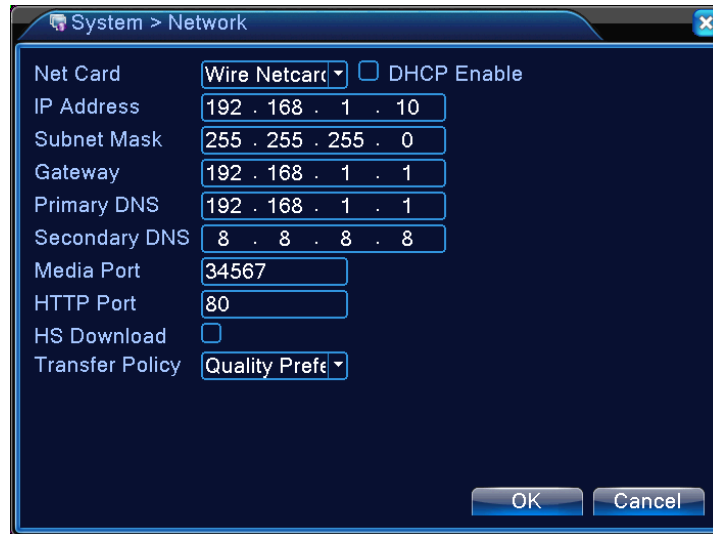 System > Network
Net Card Wire Netcar DHCP Enable
IP Address 192 . 168 . 1 . 10
Subnet Mask 255 . 255 . 255 . 0
Gateway 192 . 168 . 1 . 1
Primary DNS 192 . 168 . 1 . 1
Secondary DNS 8 . 8 . 8 . 8
Media Port 34567
HTTP Port 80
HS Download
Transfer Policy Quality Prefe
OK Cancel